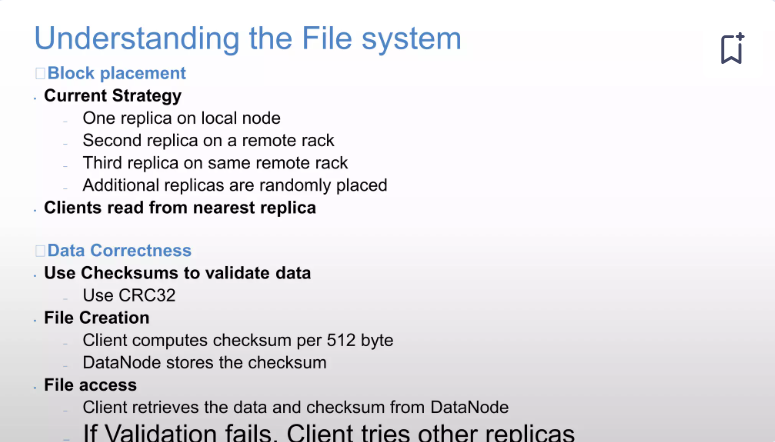 Understanding the File system
Block placement
Current Strategy
One replica on local node
Second replica on a remote rack
Third replica on same remote rack
Additional replicas are randomly placed
Clients read from nearest replica
Data Correctness
Use Checksums to validate data
Use CRC32
File Creation
Client computes checksum per 512 byte
DataNode stores the checksum
File access
Client retrieves the data and checksum from DataNode
If Validation fails, Client tries other replicas